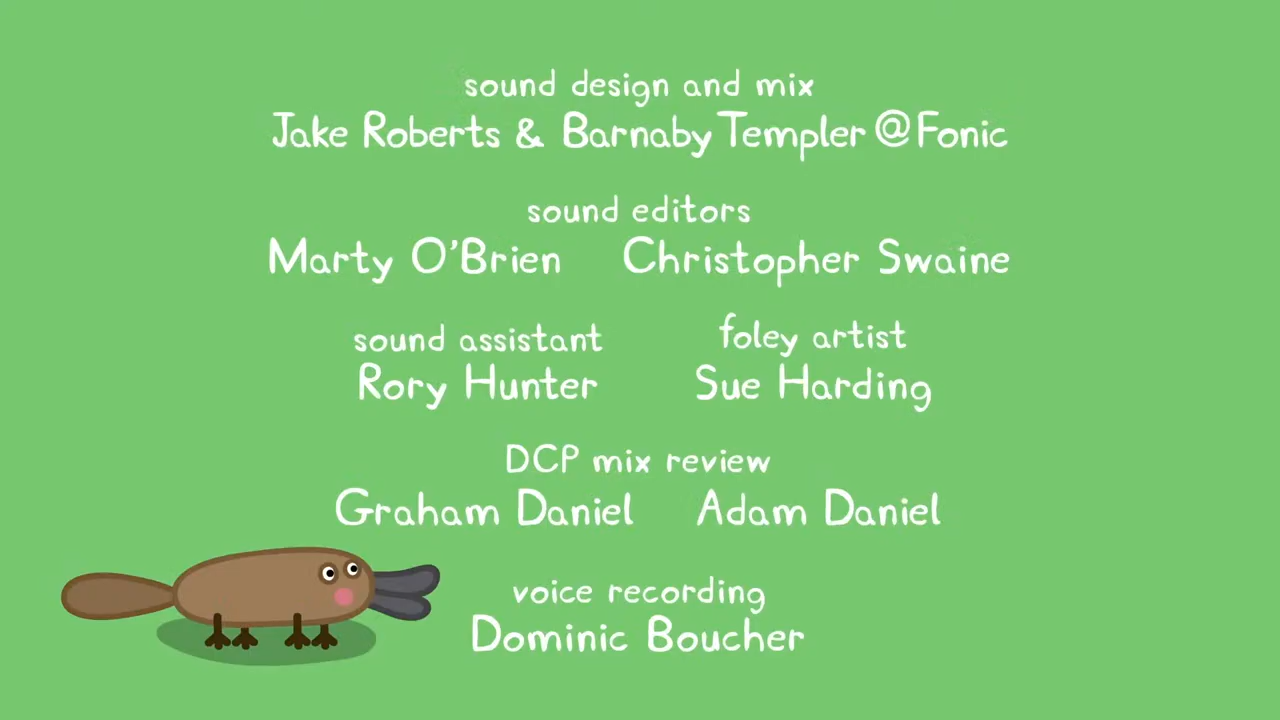 sound design and mix
Jake Roberts & Barnaby Templer @Fonic
sound editors
Marty O'Brien Christopher Swaine
sound assistant foley artist
Rory Hunter Sue Harding
DCP mix review
Graham Daniel Adam Daniel
voice recording
Dominic Boucher